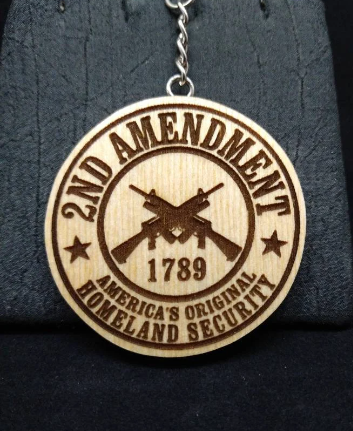 2ND AMENDMENT
1789
AMERICA'S ORIGINAL
HOMELAND SECURITY